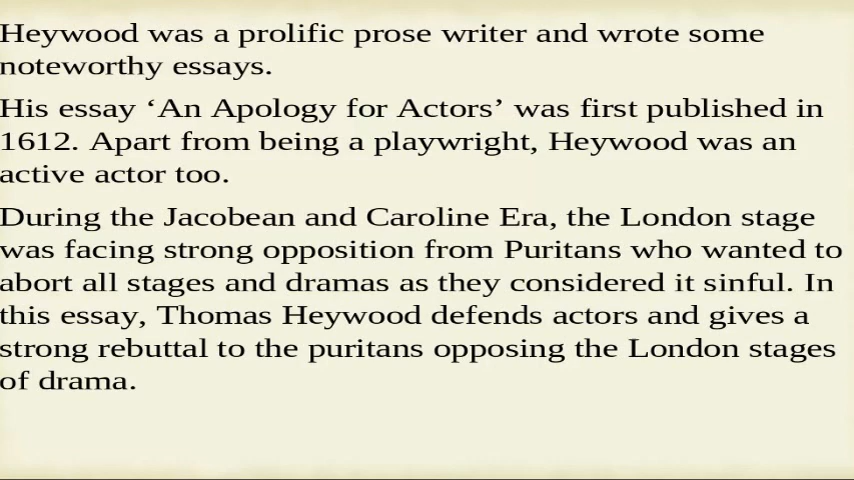 Heywood was a prolific prose writer and wrote some
noteworthy essays.
His essay ‘An Apology for Actors’ was first published in
1612. Apart from being a playwright, Heywood was an
active actor too.
During the Jacobean and Caroline Era, the London stage
was facing strong opposition from Puritans who wanted to
abort all stages and dramas as they considered it sinful. In
this essay, Thomas Heywood defends actors and gives a
strong rebuttal to the puritans opposing the London stages
of drama.